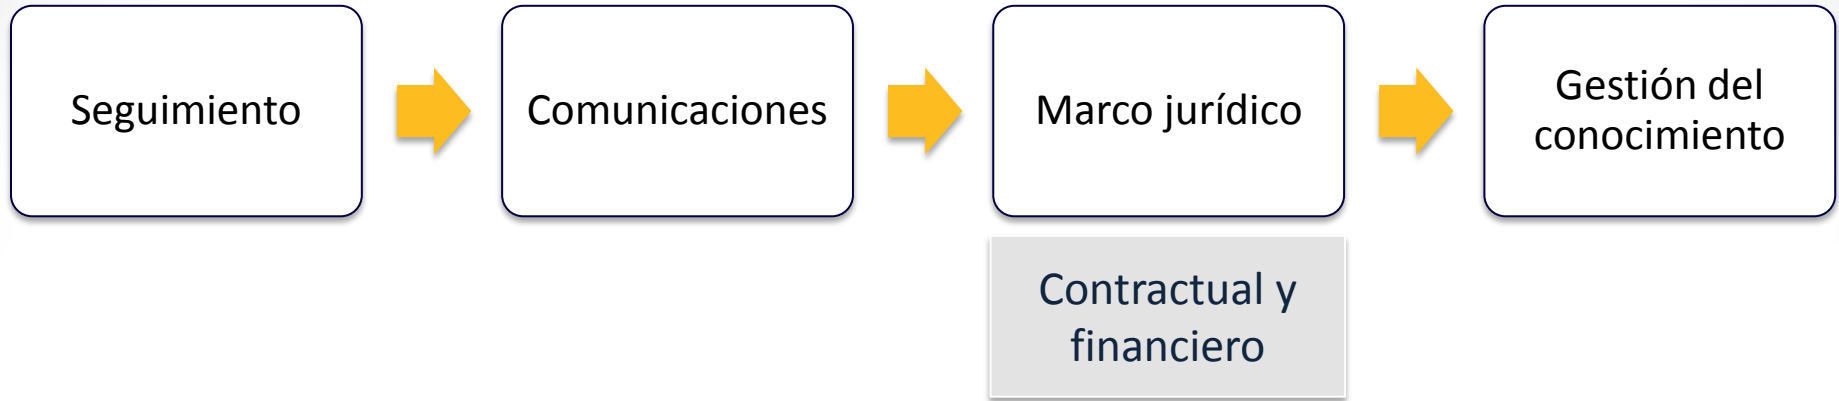 Seguimiento
Comunicaciones
Marco jurídico
Gestión del
conocimiento
Contractual y
financiero